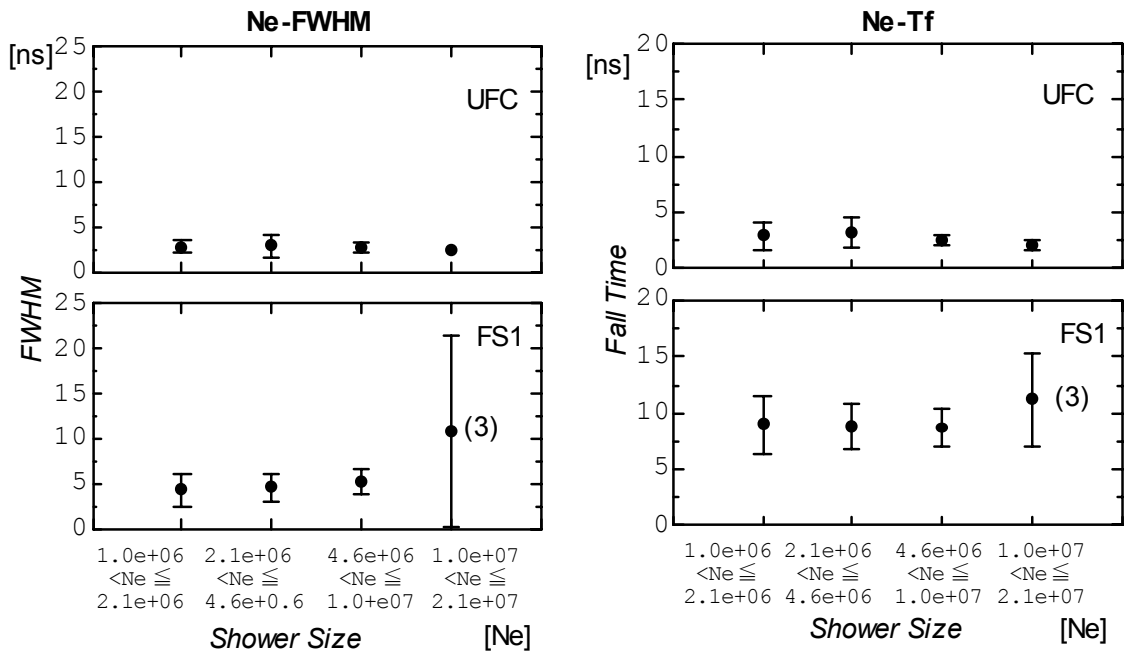 Ne-FWHM
[ns]
25
20
15
10
5
0
UFC
25
20
15
10
5
0
FS1
(3)
FWHM
1.0e+06 2.1e+06 4.6e+06 1.0e+07
<Ne≦ <Ne≦ <Ne≦ <Ne≦
2.1e+06 4.6e+0.6 1.0+e07 2.1e+07
Shower Size [Ne]
Ne-Tf
[ns]
20
15
10
5
0
UFC
20
15
10
5
0
FS1
(3)
Fall Time
1.0e+06 2.1e+06 4.6e+06 1.0e+07
<Ne≦ <Ne≦ <Ne≦ <Ne≦
2.1e+06 4.6e+06 1.0e+07 2.1e+07
Shower Size [Ne]